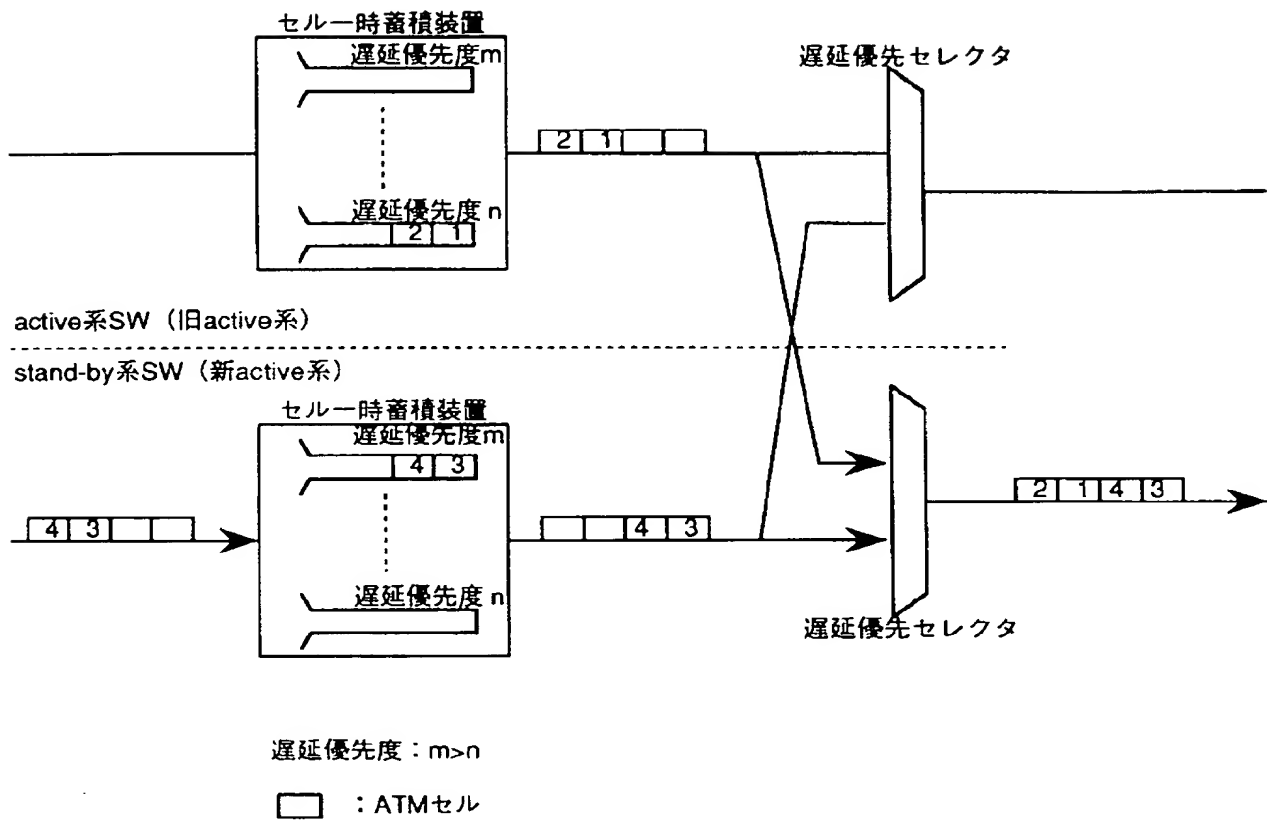 セル一時蓄積装置
遅延優先度m
遅延優先セレクタ
2 1
遅延優先度 n
2 1
active系SW（旧active系）
stand-by系SW（新active系）
セル一時蓄積装置
遅延優先度m
4 3
2 1 4 3
4 3
4 3
遅延優先度 n
遅延優先セレクタ
遅延優先度：m>n
：ATMセル